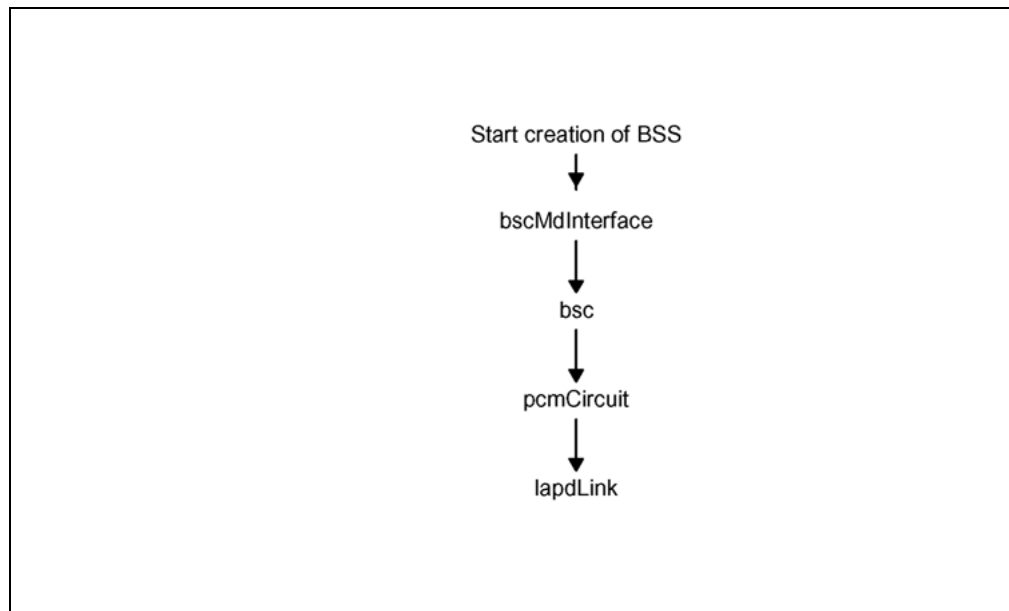 Start creation of BSS
bscMdInterface
bsc
pcmCircuit
lapdLink